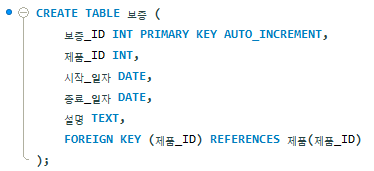 CREATE TABLE 보증 (
보증_ID INT PRIMARY KEY AUTO_INCREMENT,
제품_ID INT,
시작_일자 DATE,
종료_일자 DATE,
설명 TEXT,
FOREIGN KEY (제품_ID) REFERENCES 제품(제품_ID)
);